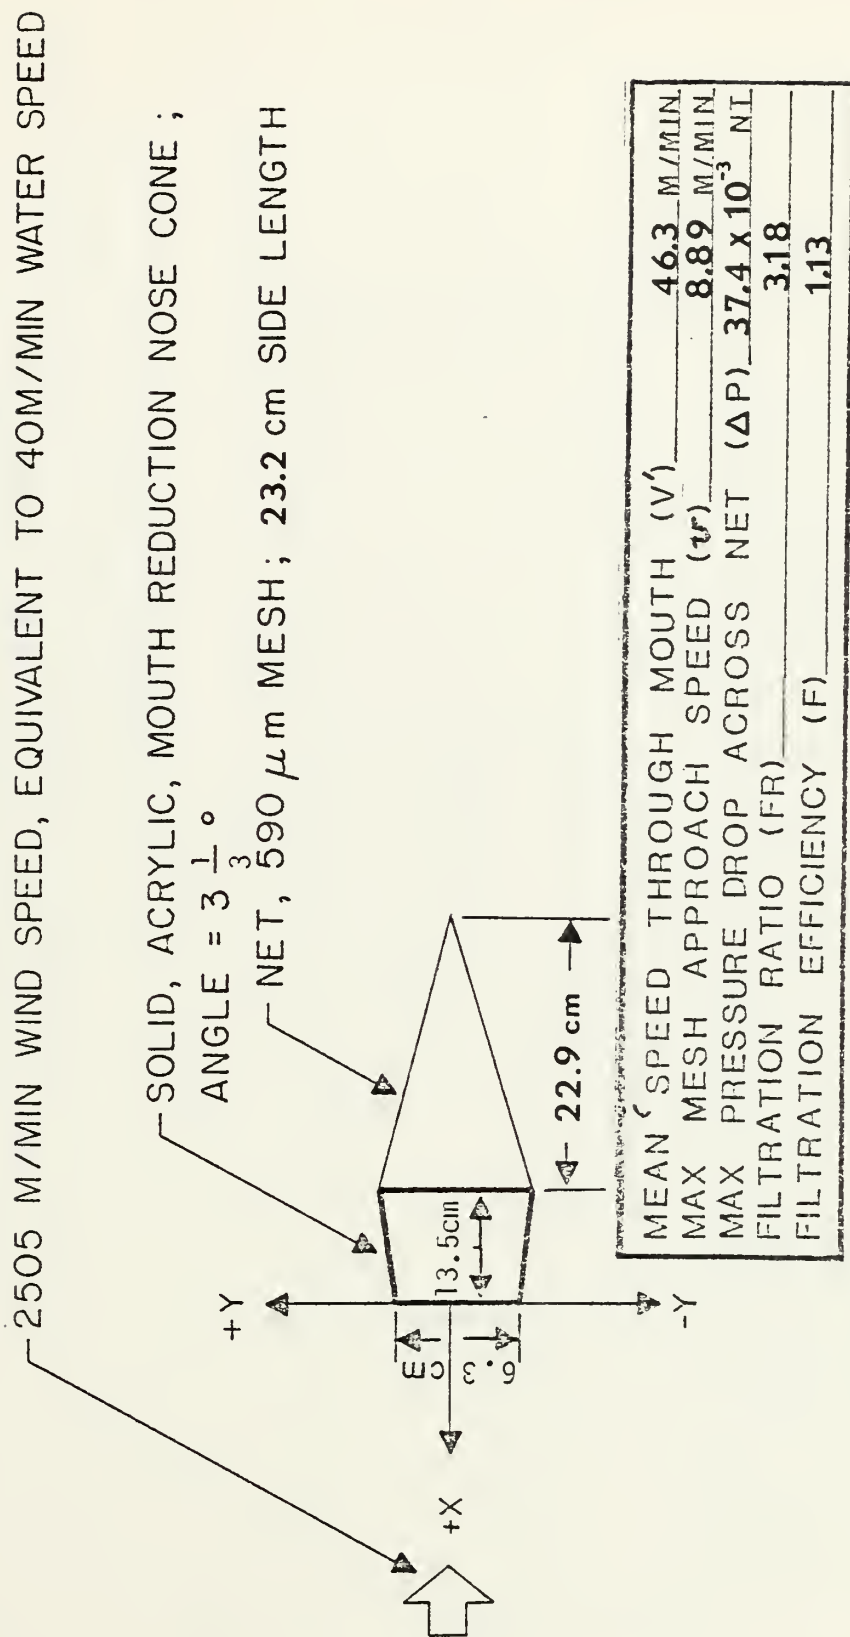 2505 M/MIN WIND SPEED, EQUIVALENT TO 40M/MIN WATER SPEED
SOLID, ACRYLIC, MOUTH REDUCTION NOSE CONE ;
ANGLE = 3 1/3 °
NET, 590 μm MESH; 23.2 cm SIDE LENGTH
+Y
+X
6.3 cm
13.5cm
22.9 cm
-Y
MEAN SPEED THROUGH MOUTH (V´) 46.3 M/MIN
MAX MESH APPROACH SPEED (v) 8.89 M/MIN
MAX PRESSURE DROP ACROSS NET (ΔP) 37.4 x 10⁻³ NT
FILTRATION RATIO (FR) 3.18
FILTRATION EFFICIENCY (F) 1.13